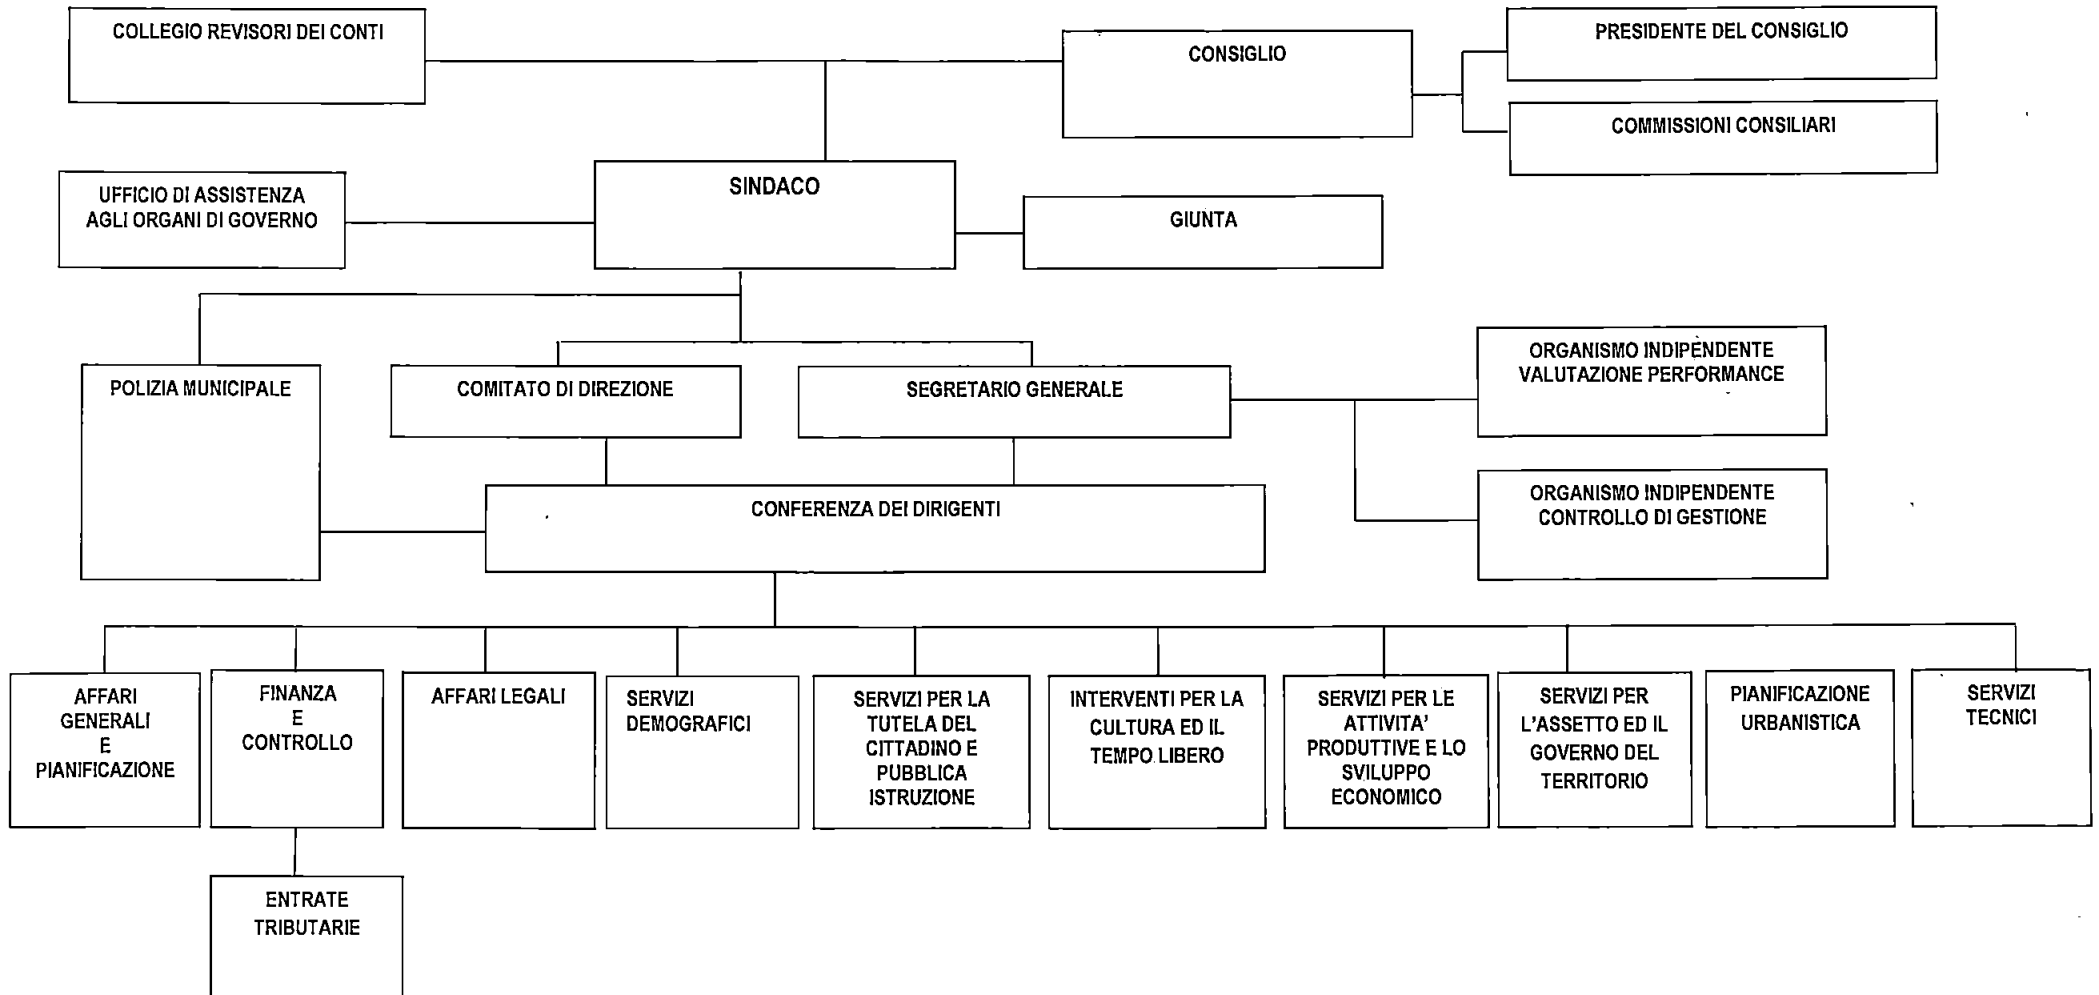 COLLEGIO REVISORI DEI CONTI
CONSIGLIO
PRESIDENTE DEL CONSIGLIO
COMMISSIONI CONSILIARI
UFFICIO DI ASSISTENZA
AGLI ORGANI DI GOVERNO
SINDACO
GIUNTA
POLIZIA MUNICIPALE
COMITATO DI DIREZIONE
SEGRETARIO GENERALE
ORGANISMO INDIPENDENTE
VALUTAZIONE PERFORMANCE
ORGANISMO INDIPENDENTE
CONTROLLO DI GESTIONE
CONFERENZA DEI DIRIGENTI
AFFARI
GENERALI
E
PIANIFICAZIONE
FINANZA
E
CONTROLLO
AFFARI LEGALI
SERVIZI
DEMOGRAFICI
SERVIZI PER LA
TUTELA DEL
CITTADINO E
PUBBLICA
ISTRUZIONE
INTERVENTI PER LA
CULTURA ED IL
TEMPO LIBERO
SERVIZI PER LE
ATTIVITA'
PRODUTTIVE E LO
SVILUPPO
ECONOMICO
SERVIZI PER
L'ASSETTO ED IL
GOVERNO DEL
TERRITORIO
PIANIFICAZIONE
URBANISTICA
SERVIZI
TECNICI
ENTRATE
TRIBUTARIE